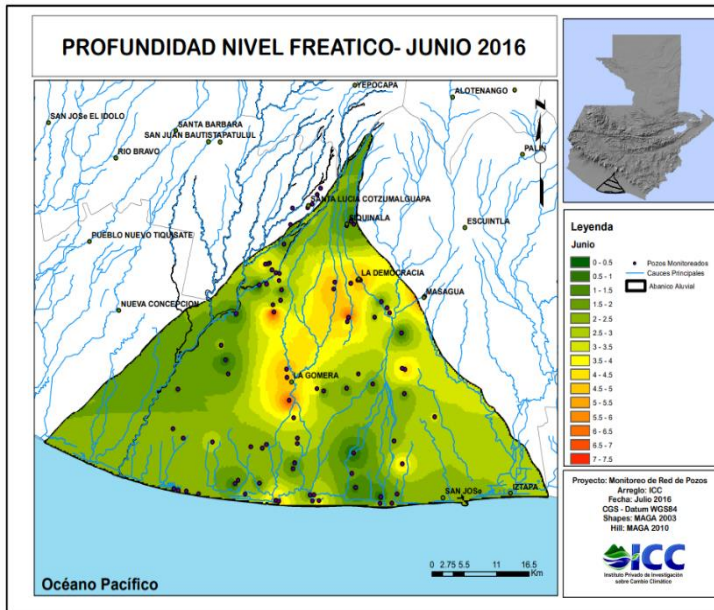 PROFUNDIDAD NIVEL FREATICO- JUNIO 2016
YEPOCAPA
ALOTENANGO
SAN JOSe EL IDOLO
SANTA BARBARA
SAN JUAN BAUTISTAPATULUL
RIO BRAVO
PALIN
SANTA LUCIA COTZUMALGUAPA
SIQUINALA
ESCUINTLA
PUEBLO NUEVO TIQUISATE
LA DEMOCRACIA
MASAGUA
NUEVA CONCEPCION
LA GOMERA
SAN JOSe
IZTAPA
Océano Pacífico
0 2.75 5.5 11 16.5
Km
Leyenda
Junio
0 - 0.5
0.5 - 1
1 - 1.5
1.5 - 2
2 - 2.5
2.5 - 3
3 - 3.5
3.5 - 4
4 - 4.5
4.5 - 5
5 - 5.5
5.5 - 6
6 - 6.5
6.5 - 7
7 - 7.5
Pozos Monitoreados
Cauces Principales
Abanico Aluvial
Proyecto: Monitoreo de Red de Pozos
Arreglo: ICC
Fecha: Julio 2016
CGS - Datum WGS84
Shapes: MAGA 2003
Hill: MAGA 2010
ICC
Instituto Privado de Investigación
sobre Cambio Climático